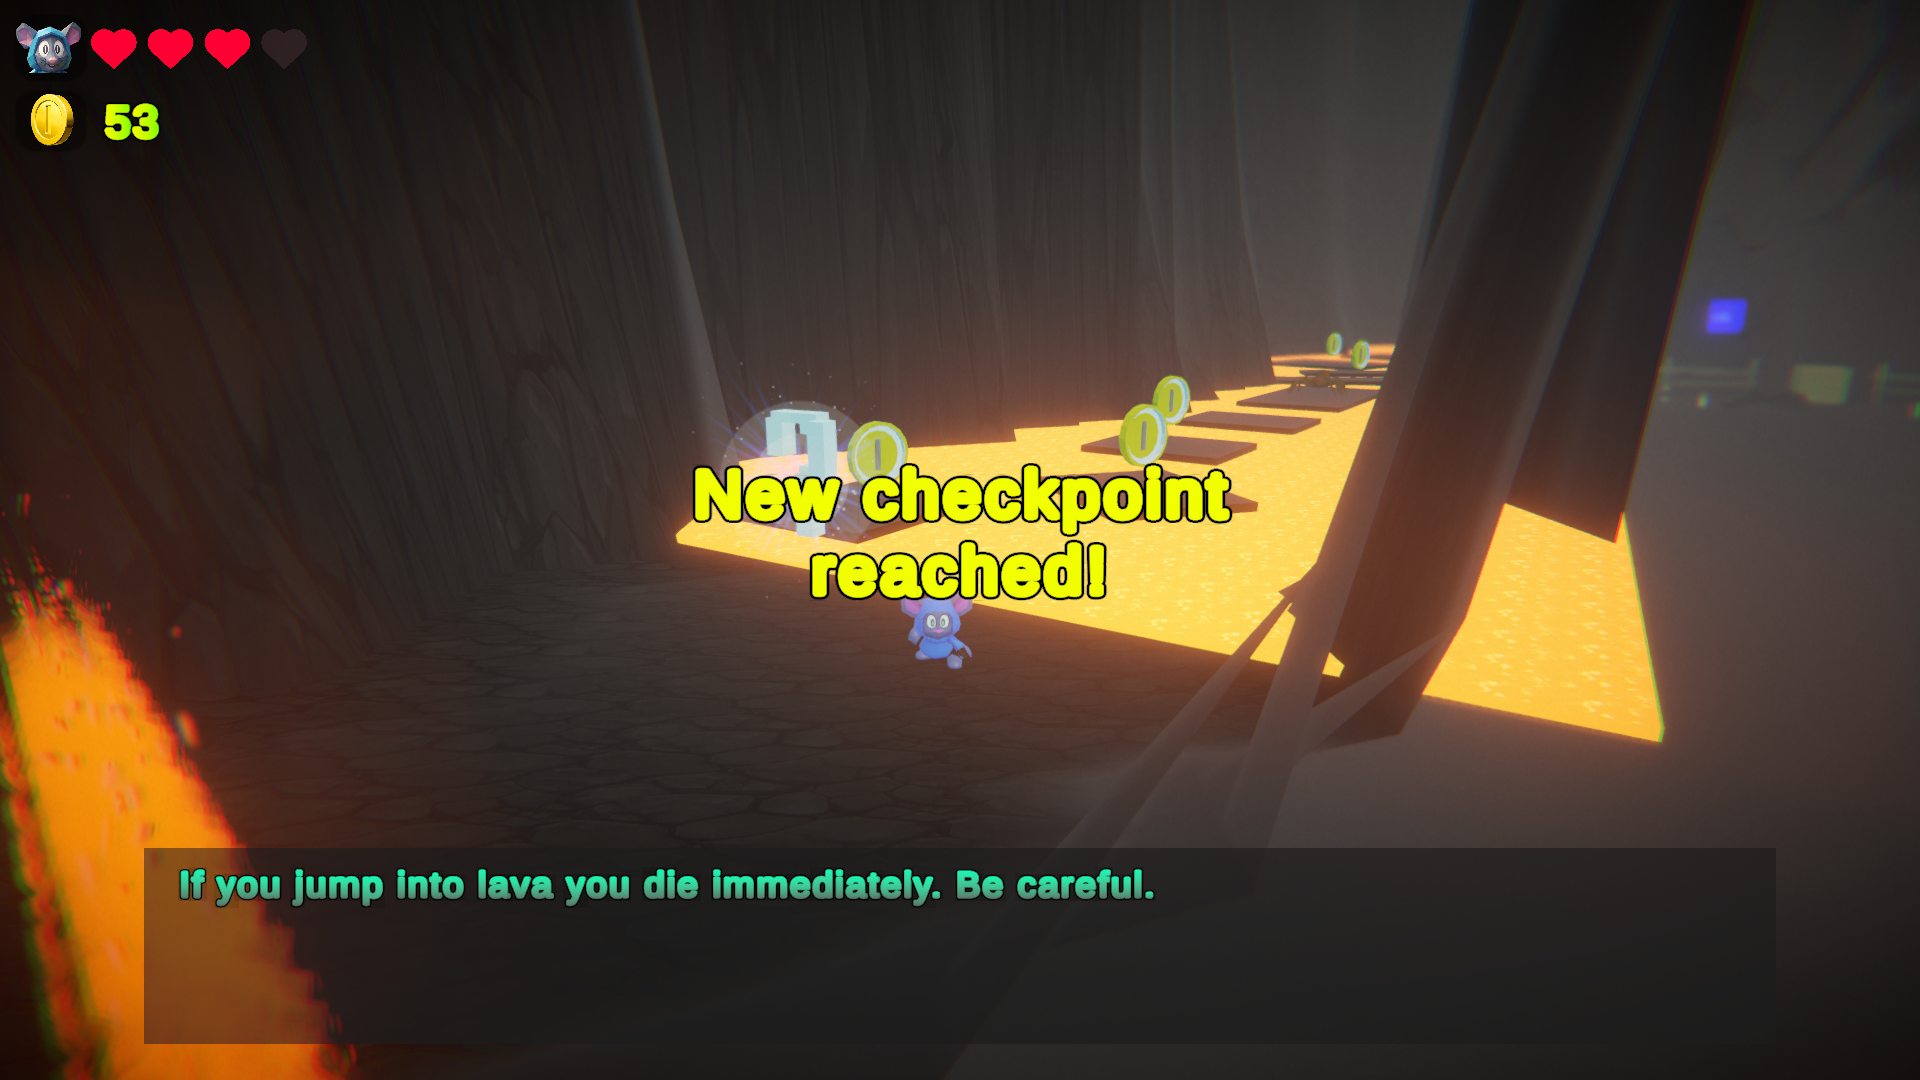 53
New checkpoint
reached!
If you jump into lava you die immediately. Be careful.